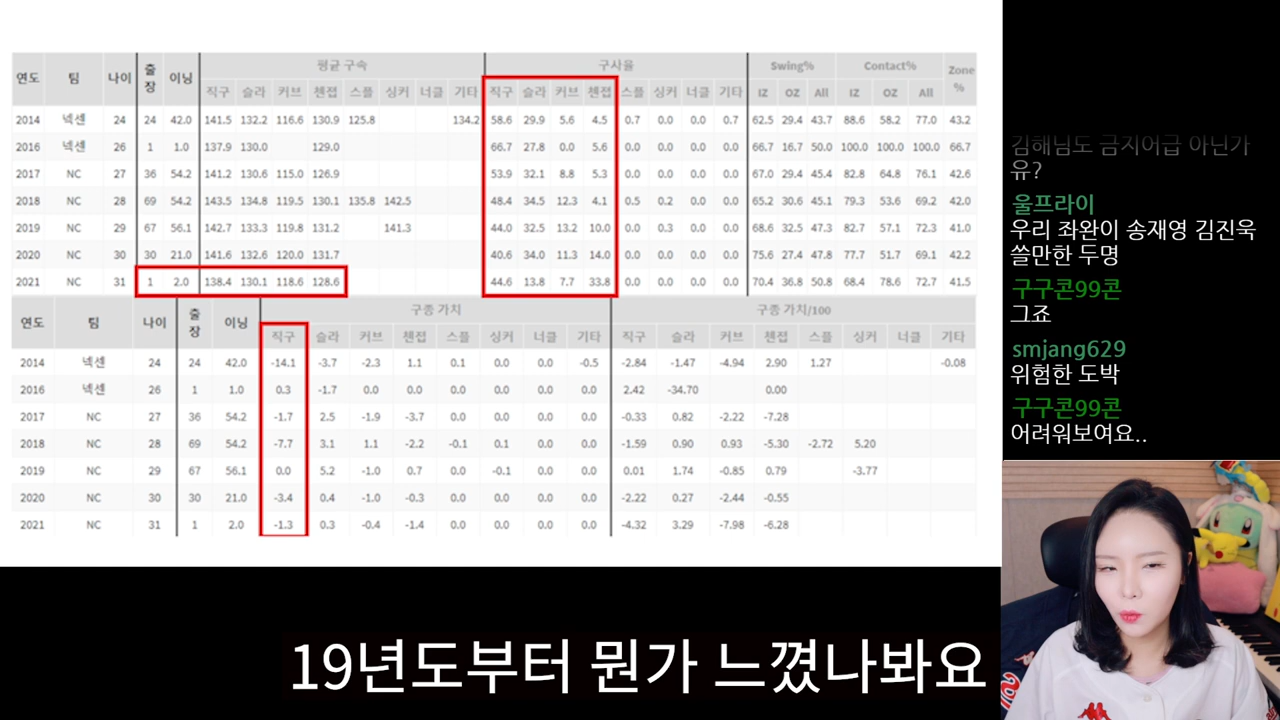 연도 팀 나이 출장 이닝 평균 구속 구사율 Swing% Contact% Zone %
직구 슬라 커브 첸접 스플 싱커 너클 기타 직구 슬라 커브 첸접 스플 싱커 너클 기타 IZ OZ All IZ OZ All
2014 넥센 24 24 42.0 141.5 132.2 116.6 130.9 125.8 134.2 58.6 29.9 5.6 4.5 0.7 0.0 0.0 0.7 62.5 29.4 43.7 88.6 58.2 77.0 43.2
2016 넥센 26 1 1.0 137.9 130.0 129.0 66.7 27.8 0.0 5.6 66.7 16.7 50.0 100.0 100.0 100.0 66.7
2017 NC 27 36 54.2 141.2 130.6 115.0 126.9 53.9 32.1 8.8 5.3 67.0 29.4 45.4 82.8 64.8 76.1 42.6
2018 NC 28 69 54.2 143.5 134.8 119.5 130.1 135.8 142.5 48.4 34.5 12.3 4.1 0.5 0.2 0.0 0.0 65.2 30.6 45.1 79.3 53.6 69.2 42.0
2019 NC 29 67 56.1 142.7 133.3 119.8 131.2 141.3 44.0 32.5 13.2 10.0 0.0 0.3 0.0 0.0 68.6 32.5 47.3 82.7 57.1 72.3 41.0
2020 NC 30 30 21.0 141.6 132.6 120.0 131.7 40.6 34.0 11.3 14.0 0.0 0.0 0.0 0.0 75.6 27.4 47.8 77.7 51.7 69.1 42.2
2021 NC 31 1 2.0 138.4 130.1 118.6 128.6 44.6 13.8 7.7 33.8 0.0 0.0 0.0 0.0 70.4 36.8 50.8 68.4 78.6 72.7 41.5
연도 팀 나이 출장 이닝 구종 가치 구종 가치/100
직구 슬라 커브 첸접 스플 싱커 너클 기타 직구 슬라 커브 첸접 스플 싱커 너클 기타
2014 넥센 24 24 42.0 -14.1 -3.7 -2.3 1.1 0.1 0.0 0.0 -0.5 -2.84 -1.47 -4.94 2.90 1.27 -0.08
2016 넥센 26 1 1.0 0.3 -1.7 0.0 0.0 0.0 0.0 0.0 0.0 2.42 -34.70 0.00
2017 NC 27 36 54.2 -1.7 2.5 -1.9 -3.7 0.0 0.0 0.0 0.0 -0.33 0.82 -2.22 -7.28
2018 NC 28 69 54.2 -7.7 3.1 1.1 -2.2 -0.1 0.1 0.0 0.0 -1.59 0.90 0.93 -5.30 -2.72 5.20
2019 NC 29 67 56.1 0.0 5.2 -1.0 0.7 0.0 -0.1 0.0 0.0 0.01 1.74 -0.85 0.79 -3.77
2020 NC 30 30 21.0 -3.4 0.4 -1.0 -0.3 0.0 0.0 0.0 0.0 -2.22 0.27 -2.44 -0.55
2021 NC 31 1 2.0 -1.3 0.3 -0.4 -1.4 0.0 0.0 0.0 0.0 -4.32 3.29 -7.98 -6.28
김해님도 금지어급 아닌가
유?
울프라이
우리 좌완이 송재영 김진욱
쓸만한 두명
구구콘99콘
그죠
smjang629
위험한 도박
구구콘99콘
어려워보여요..
19년도부터 뭔가 느꼈나봐요